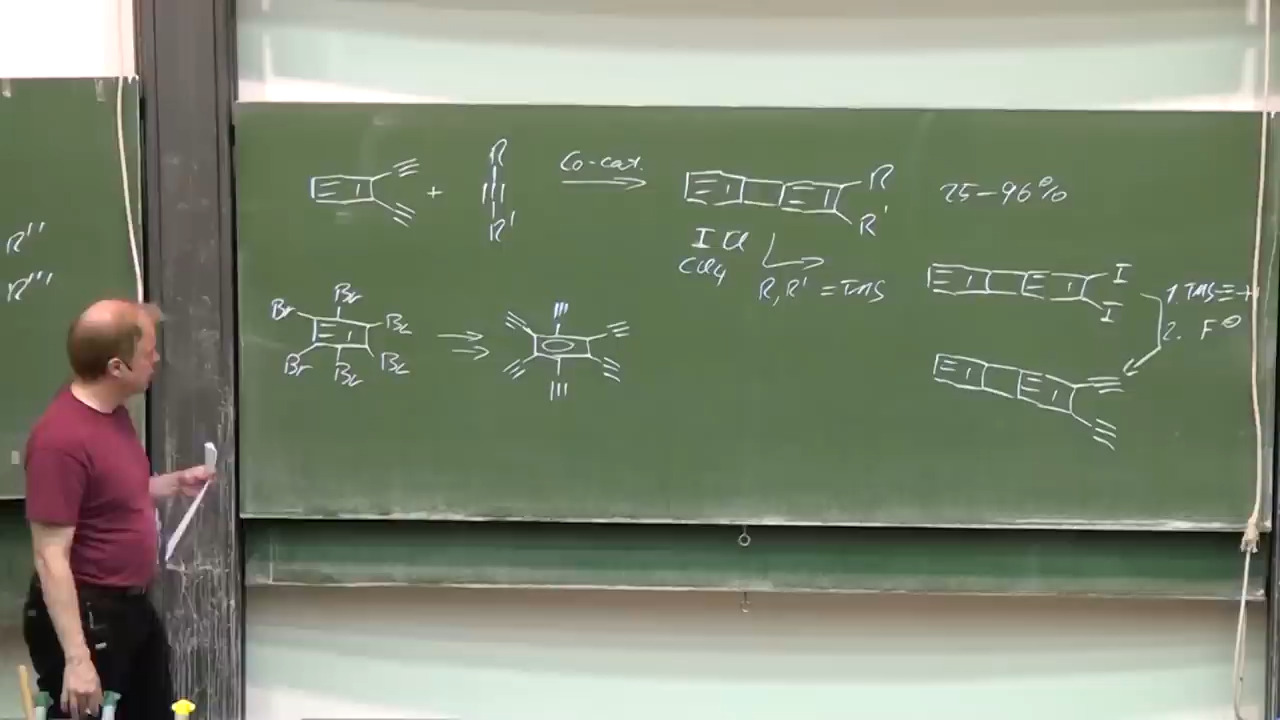 R''
R'''
+
R
R'
Co-cat.
R
R'
25-96%
ICl
CCl4
R, R' = TMS
I
I
1. TMS≡+
2. F⊖
Br
Br
Br
Br
Br
Br